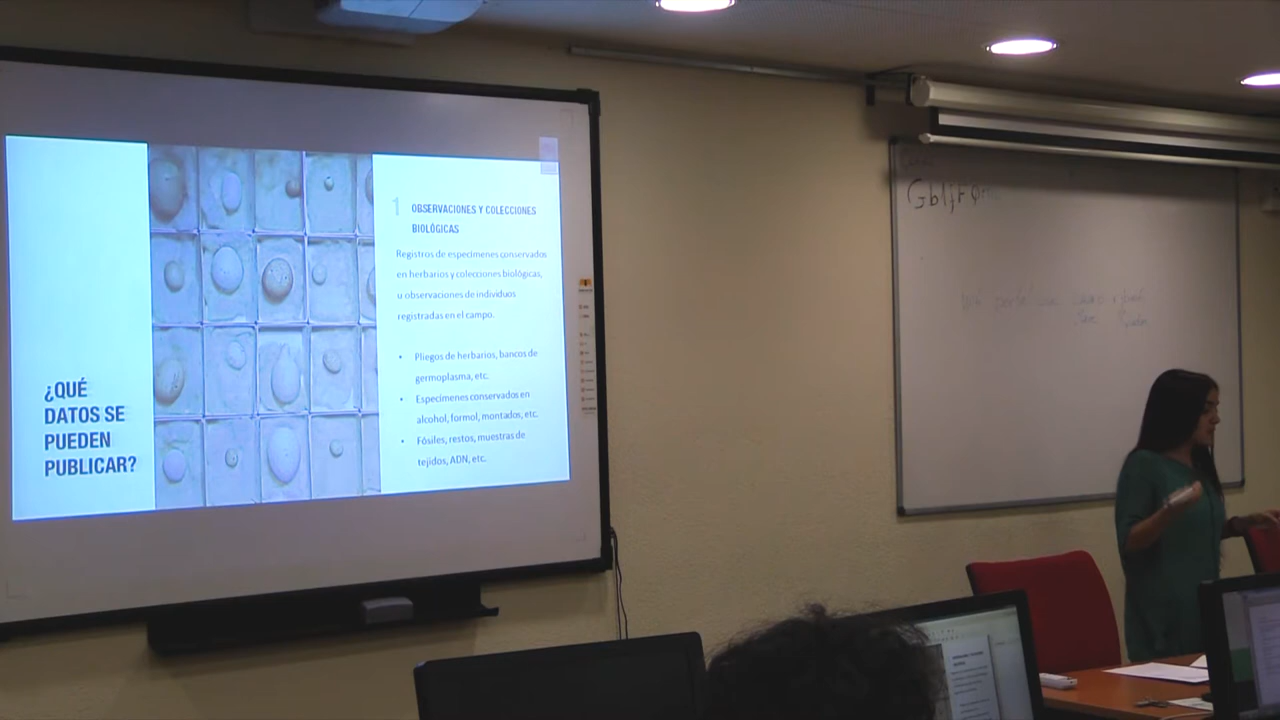 ¿QUÉ
DATOS SE
PUEDEN
PUBLICAR?
1 OBSERVACIONES Y COLECCIONES
BIOLÓGICAS
Registros de especímenes conservados
en herbarios y colecciones biológicas,
u observaciones de individuos
registradas en el campo.
• Pliegos de herbarios, bancos de
germoplasma, etc.
• Especímenes conservados en
alcohol, formol, montados, etc.
• Fósiles, restos, muestras de
tejidos, ADN, etc.